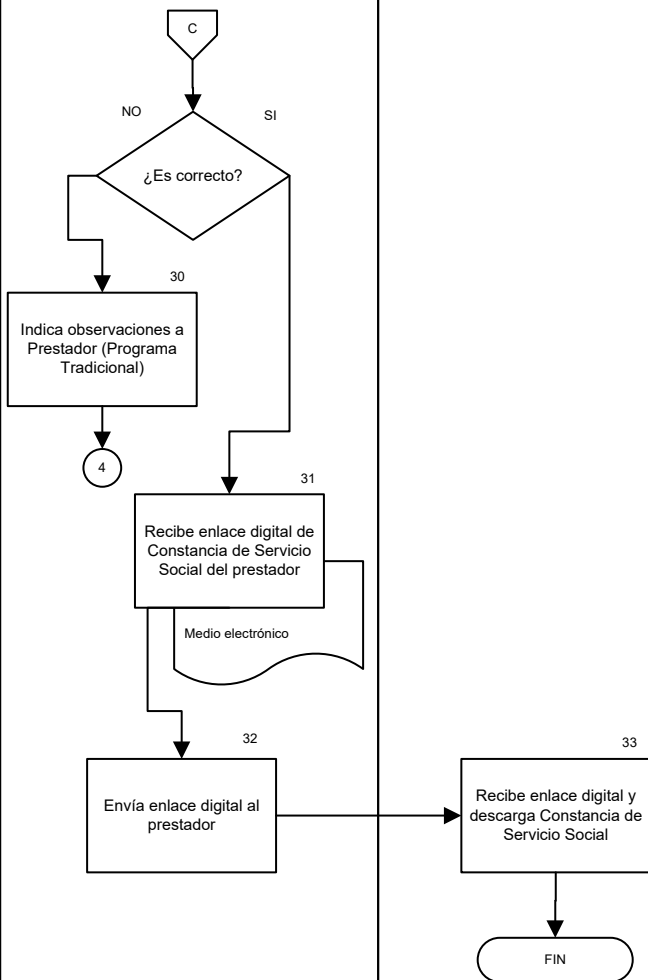 C
NO
SI
¿Es correcto?
30
Indica observaciones a
Prestador (Programa
Tradicional)
4
31
Recibe enlace digital de
Constancia de Servicio
Social del prestador
Medio electrónico
32
Envía enlace digital al
prestador
33
Recibe enlace digital y
descarga Constancia de
Servicio Social
FIN